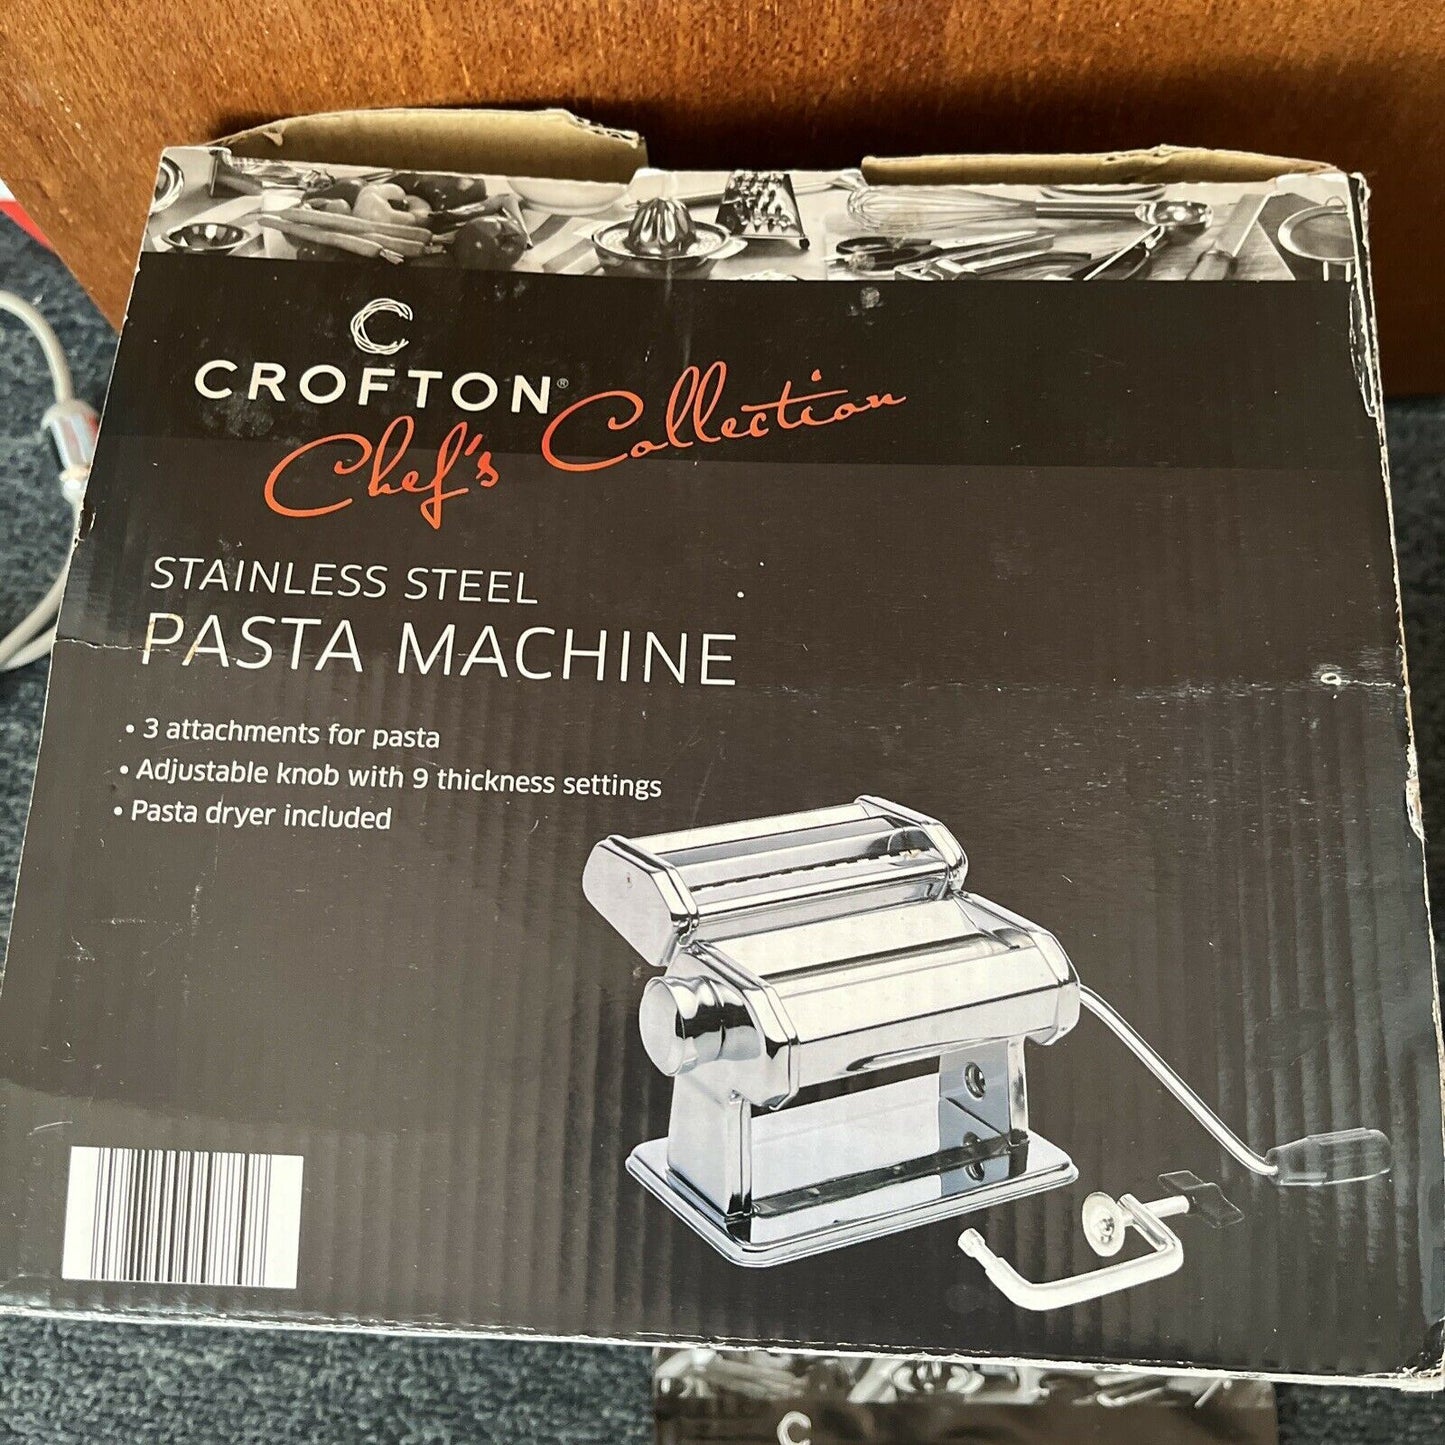 CROFTON®
Chef's Collection
STAINLESS STEEL
PASTA MACHINE
• 3 attachments for pasta
• Adjustable knob with 9 thickness settings
• Pasta dryer included